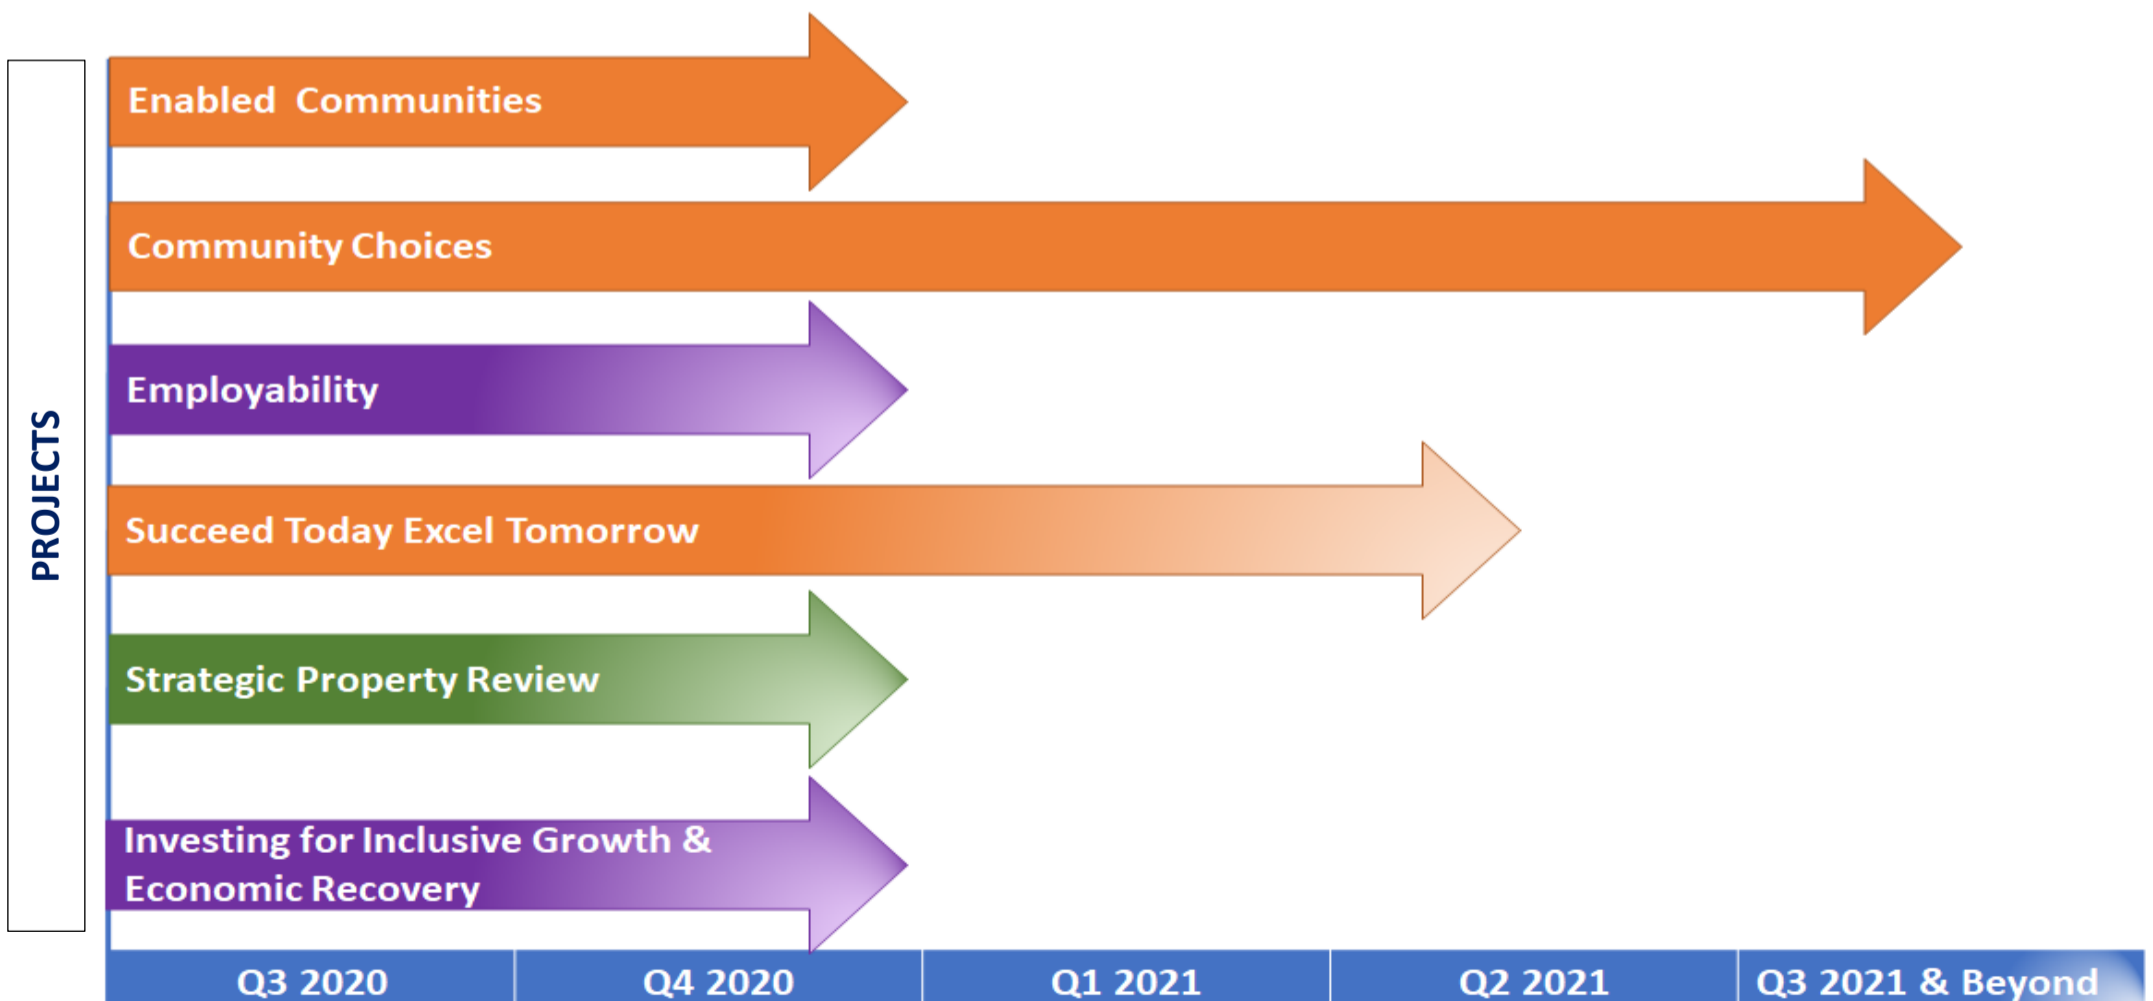 PROJECTS
Enabled Communities
Community Choices
Employability
Succeed Today Excel Tomorrow
Strategic Property Review
Investing for Inclusive Growth &
Economic Recovery
Q3 2020 Q4 2020 Q1 2021 Q2 2021 Q3 2021 & Beyond